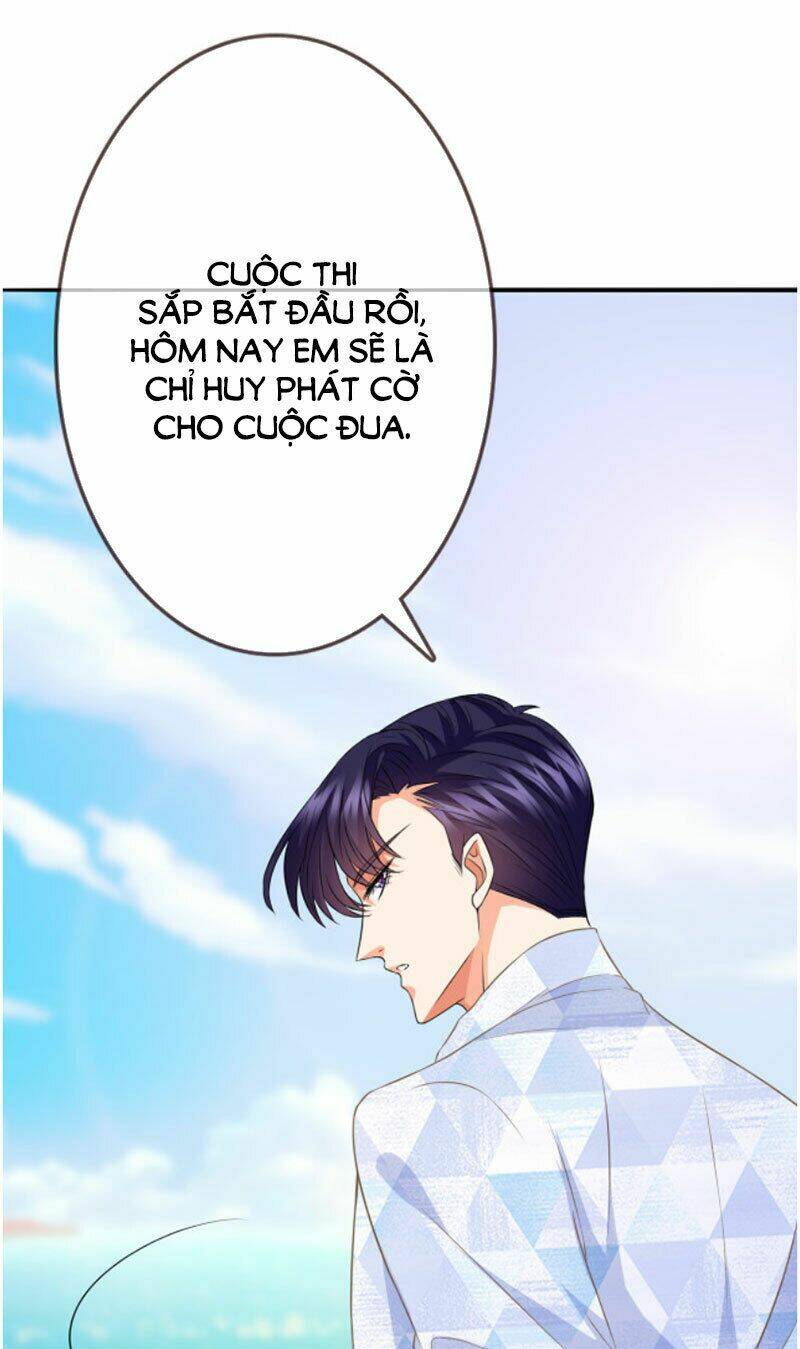 CUỘC THI
SẮP BẮT ĐẦU RỒI,
HÔM NAY EM SẼ LÀ
CHỈ HUY PHÁT CỜ
CHO CUỘC ĐUA.